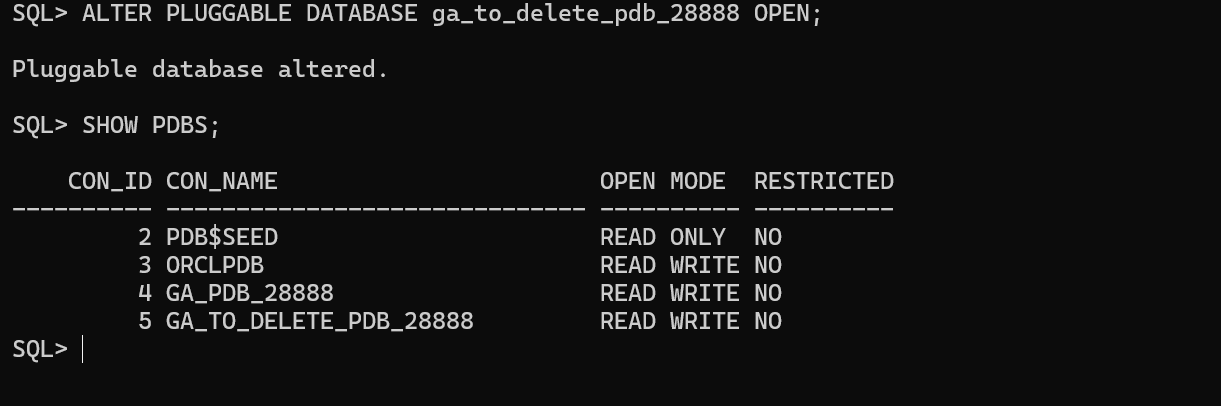 SQL> ALTER PLUGGABLE DATABASE ga_to_delete_pdb_28888 OPEN;
Pluggable database altered.
SQL> SHOW PDBS;
    CON_ID CON_NAME                       OPEN MODE  RESTRICTED
---------- ------------------------------ ---------- ----------
         2 PDB$SEED                       READ ONLY  NO
         3 ORCLPDB                        READ WRITE NO
         4 GA_PDB_28888                   READ WRITE NO
         5 GA_TO_DELETE_PDB_28888         READ WRITE NO
SQL>